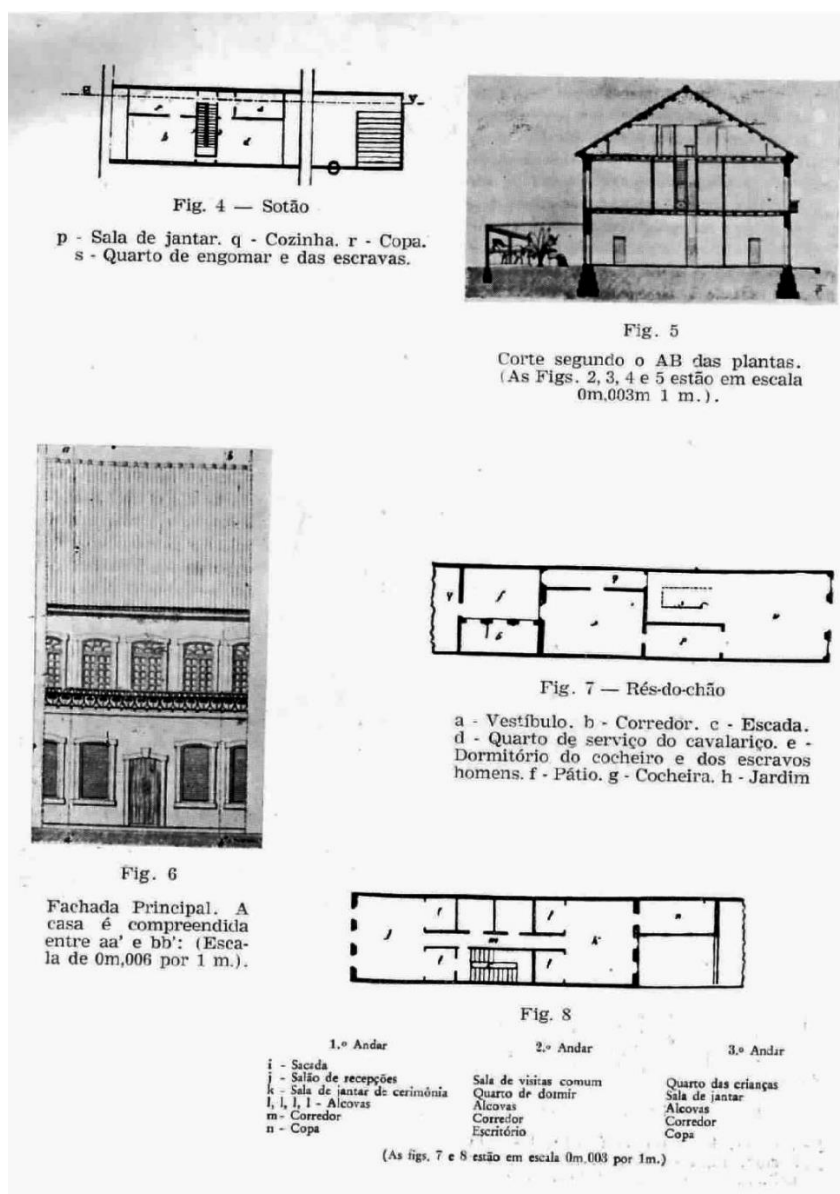 Fig. 4 — Sotão
p - Sala de jantar. q - Cozinha. r - Copa.
s - Quarto de engomar e das escravas.
Fig. 5
Corte segundo o AB das plantas.
(As Figs. 2, 3, 4 e 5 estão em escala
0m,003m 1 m.).
a
b
Fig. 6
Fachada Principal. A
casa é compreendida
entre aa' e bb': (Esca-
la de 0m,006 por 1 m.).
f
Fig. 7 — Rés-do-chão
a - Vestíbulo. b - Corredor. c - Escada.
d - Quarto de serviço do cavalariço. e -
Dormitório do cocheiro e dos escravos
homens. f - Pátio. g - Cocheira. h - Jardim
l
l
n
j
m
k
l
l
Fig. 8
1.º Andar
i - Sacada
j - Salão de recepções
k - Sala de jantar de cerimônia
l, l, l, l - Alcovas
m - Corredor
n - Copa
2.º Andar
Sala de visitas comum
Quarto de dormir
Alcovas
Corredor
Escritório
3.º Andar
Quarto das crianças
Sala de jantar
Alcovas
Corredor
Copa
(As figs. 7 e 8 estão em escala 0m,003 por 1m.)